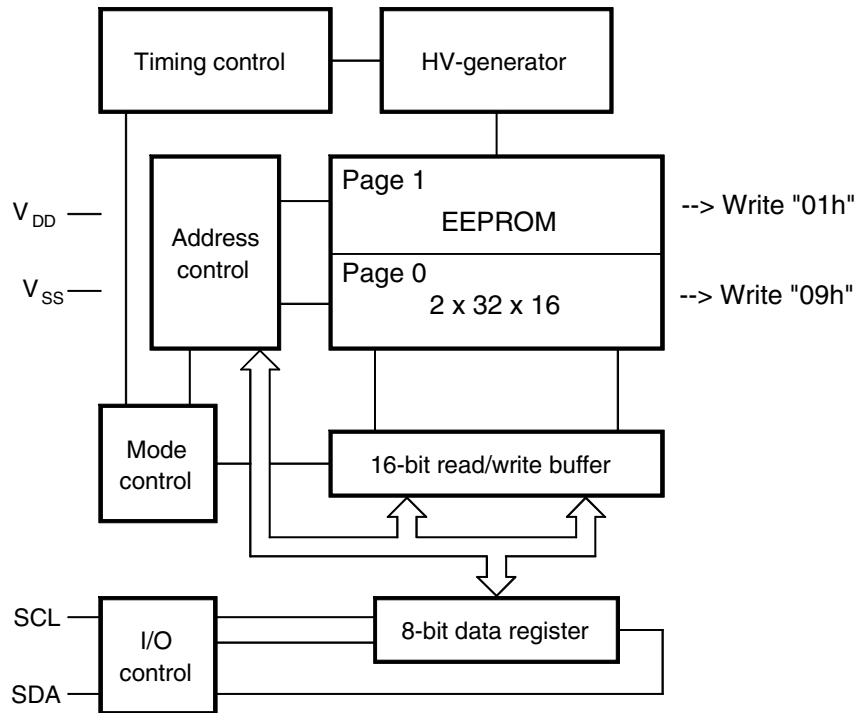 Timing control
HV-generator
Page 1
EEPROM
--> Write "01h"
V DD
Address
control
Page 0
2 x 32 x 16
--> Write "09h"
V SS
Mode
control
16-bit read/write buffer
SCL
I/O
control
8-bit data register
SDA